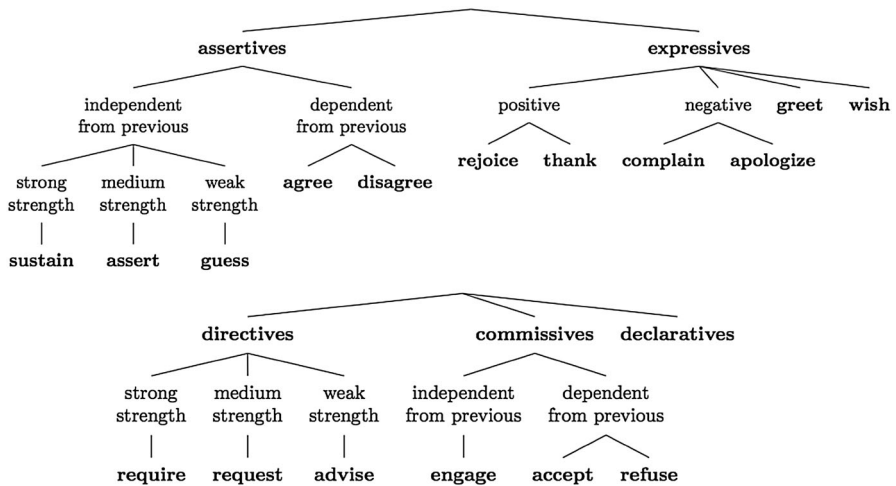 assertives expressives
independent dependent positive negative greet wish
from previous from previous
rejoice thank complain apologize
strong medium weak agree disagree
strength strength strength
sustain assert guess
directives commissives declaratives
strong medium weak independent dependent
strength strength strength from previous from previous
require request advise engage accept refuse